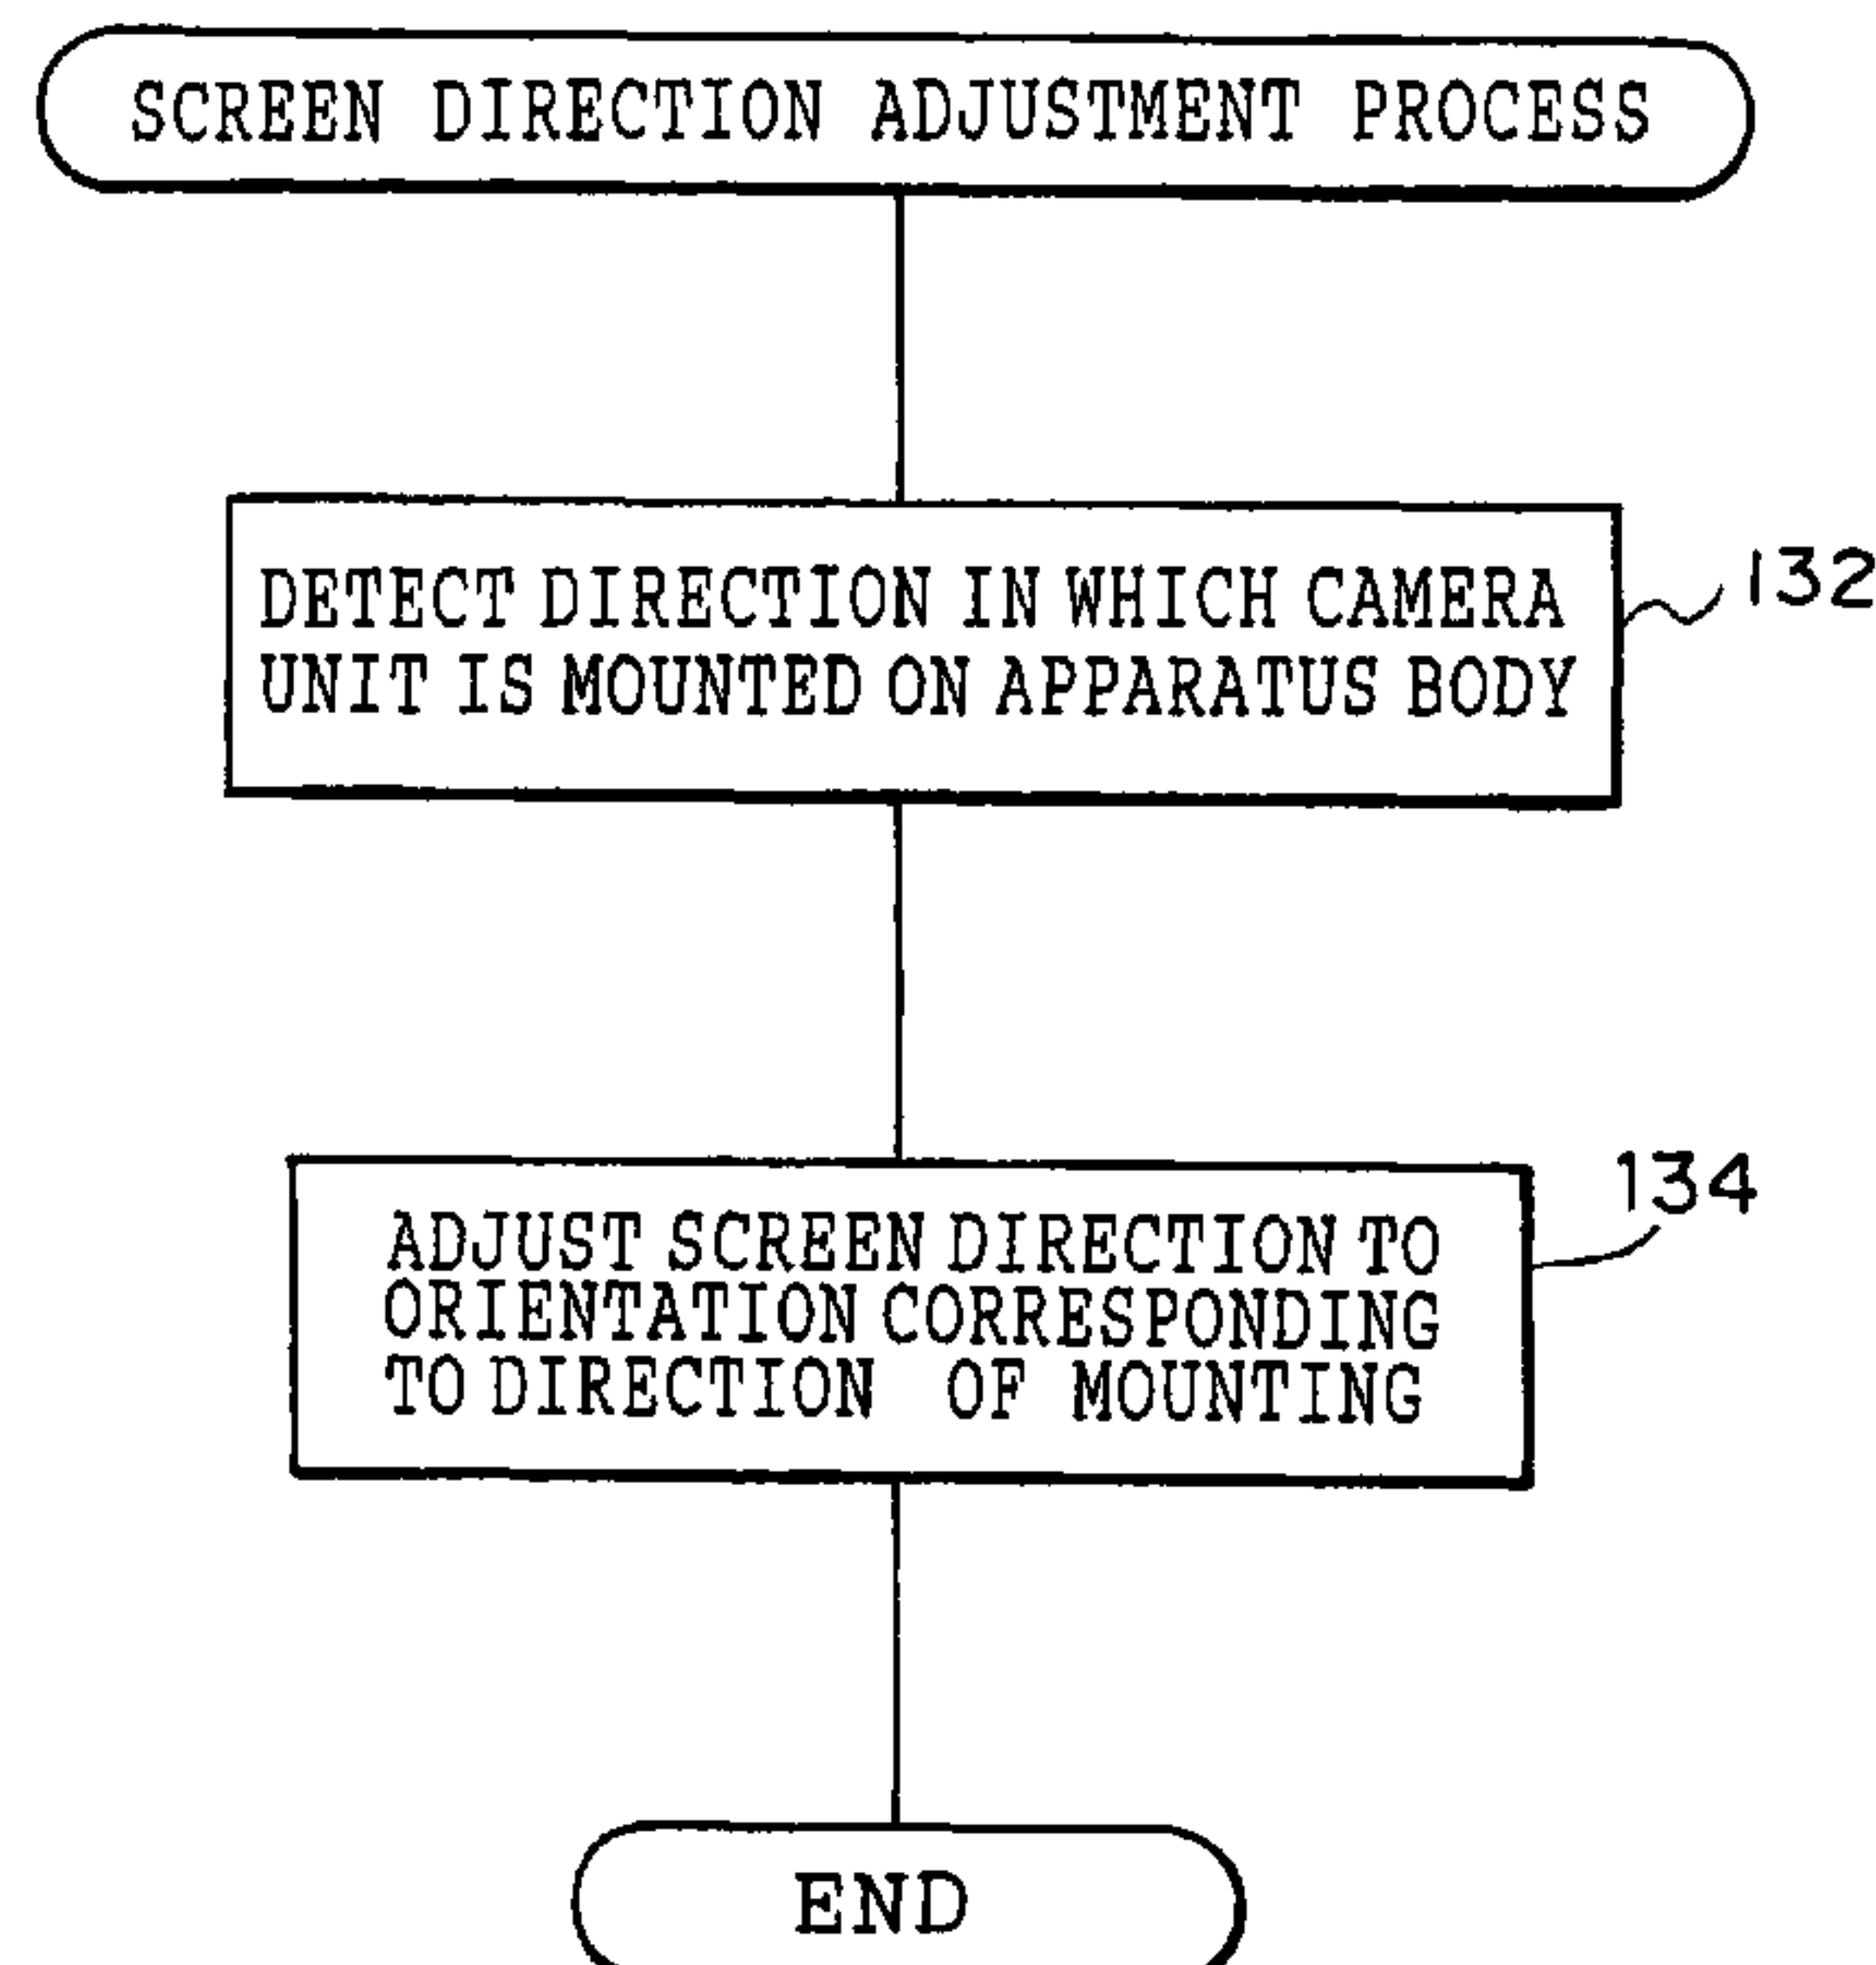 SCREEN DIRECTION ADJUSTMENT PROCESS
DETECT DIRECTION IN WHICH CAMERA
UNIT IS MOUNTED ON APPARATUS BODY
132
ADJUST SCREEN DIRECTION TO
ORIENTATION CORRESPONDING
TO DIRECTION OF MOUNTING
134
END